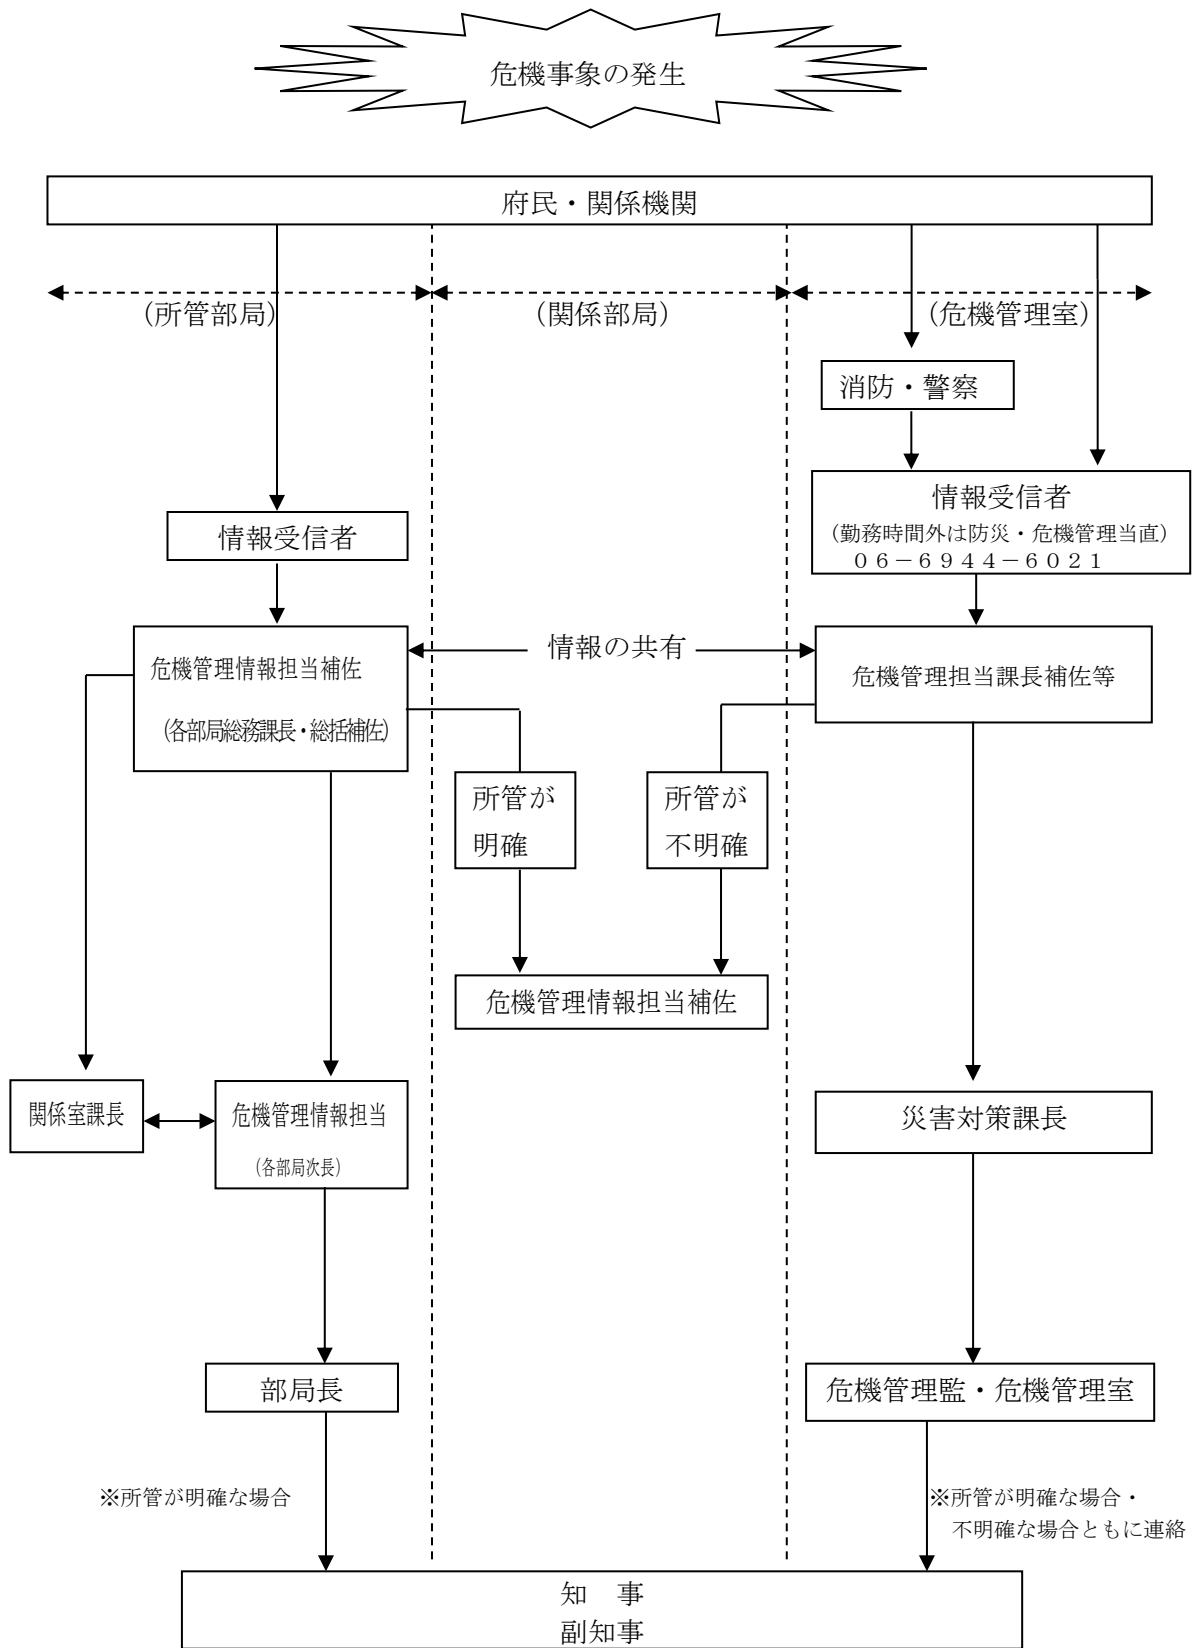 危機事象の発生
府民・関係機関
(所管部局)
(関係部局)
(危機管理室)
消防・警察
情報受信者
情報受信者
(勤務時間外は防災・危機管理当直)
06-6944-6021
危機管理情報担当補佐
(各部局総務課長・総括補佐)
情報の共有
危機管理担当課長補佐等
所管が
明確
所管が
不明確
危機管理情報担当補佐
関係室課長
危機管理情報担当
(各部局次長)
災害対策課長
部局長
危機管理監・危機管理室
※所管が明確な場合
※所管が明確な場合・
不明確な場合ともに連絡
知 事
副知事